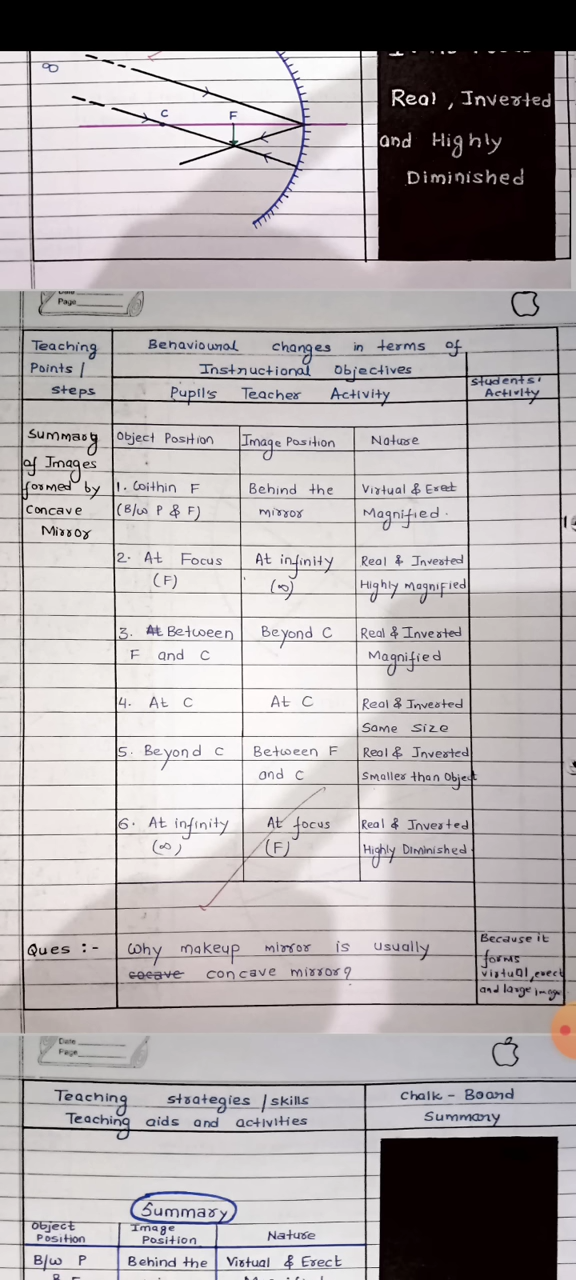 ∞
C
F
Real, Inverted
and Highly
Diminished
Page
Teaching
Points /
Steps
Behavioural changes in terms of
Instructional Objectives
Pupil's Teacher Activity
Students'
Activity
Summary
of Images
formed by
Concave
Mirror
Object Position
Image Position
Nature
1. Within F
(B/w P & F)
Behind the
mirror
Virtual & Erect
Magnified.
2. At Focus
(F)
At infinity
(∞)
Real & Inverted
Highly Magnified
3. At Between
F and C
Beyond C
Real & Inverted
Magnified
4. At C
At C
Real & Inverted
Same size
5. Beyond C
Between F
and C
Real & Inverted
Smaller than Object
6. At infinity
(∞)
At focus
(F)
Real & Inverted
Highly Diminished
Ques :-
Why makeup mirror is usually
cocave concave mirror?
Because it
forms
virtual, erect
and large image
Date
Page
Teaching strategies / skills
Teaching aids and activities
Chalk - Board
Summary
Summary
Object
Position
Image
Position
Nature
B/w P
Behind the
Virtual & Erect